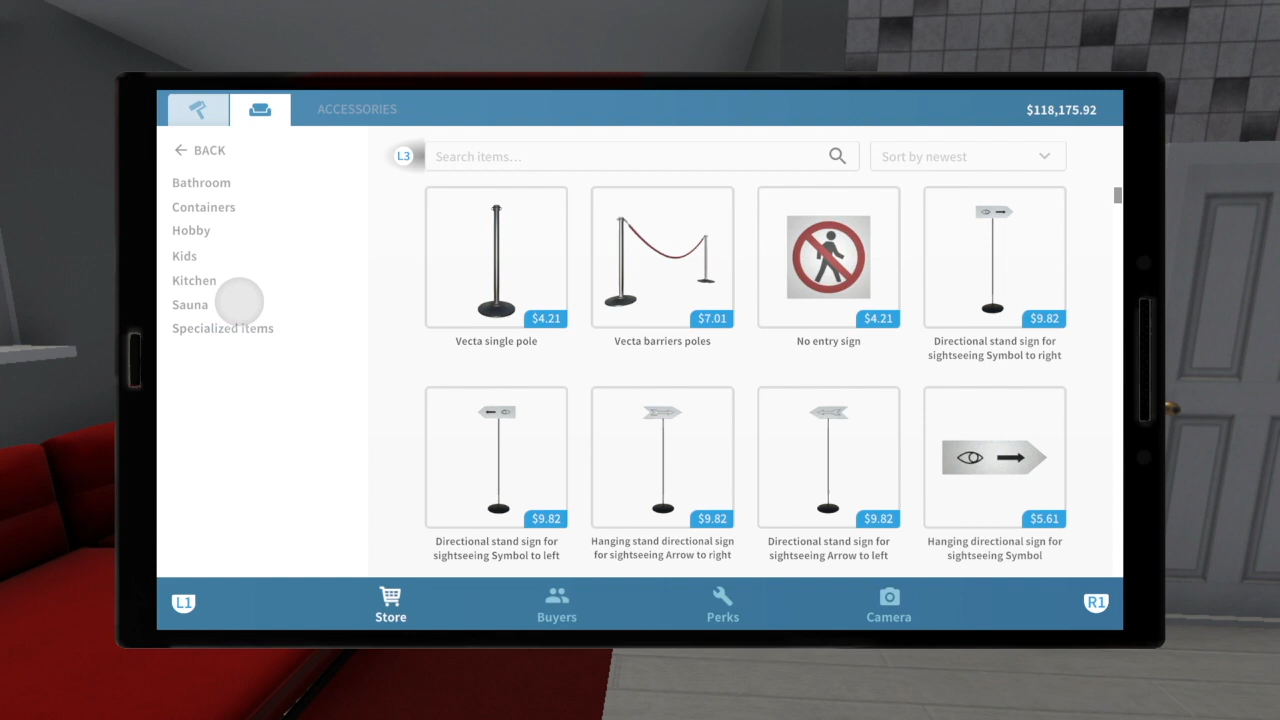 ACCESSORIES
$118,175.92
BACK
Bathroom
Containers
Hobby
Kids
Kitchen
Sauna
Specialized items
L3
Search items...
Sort by newest
$4.21
$7.01
$4.21
$9.82
Vecta single pole
Vecta barriers poles
No entry sign
Directional stand sign for
sightseeing Symbol to right
$9.82
$9.82
$9.82
$5.61
Directional stand sign for
sightseeing Symbol to left
Hanging stand directional sign
for sightseeing Arrow to right
Directional stand sign for
sightseeing Arrow to left
Hanging directional sign for
sightseeing Symbol
L1
Store
Buyers
Perks
Camera
R1